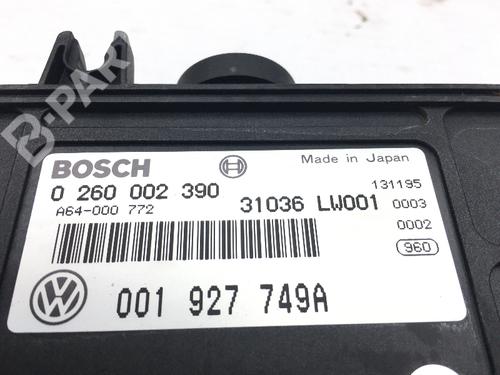 B-PARTS
BOSCH
Made in Japan
0 260 002 390
131195
A64-000 772
31036 LW001
0003
0002
960
001 927 749A